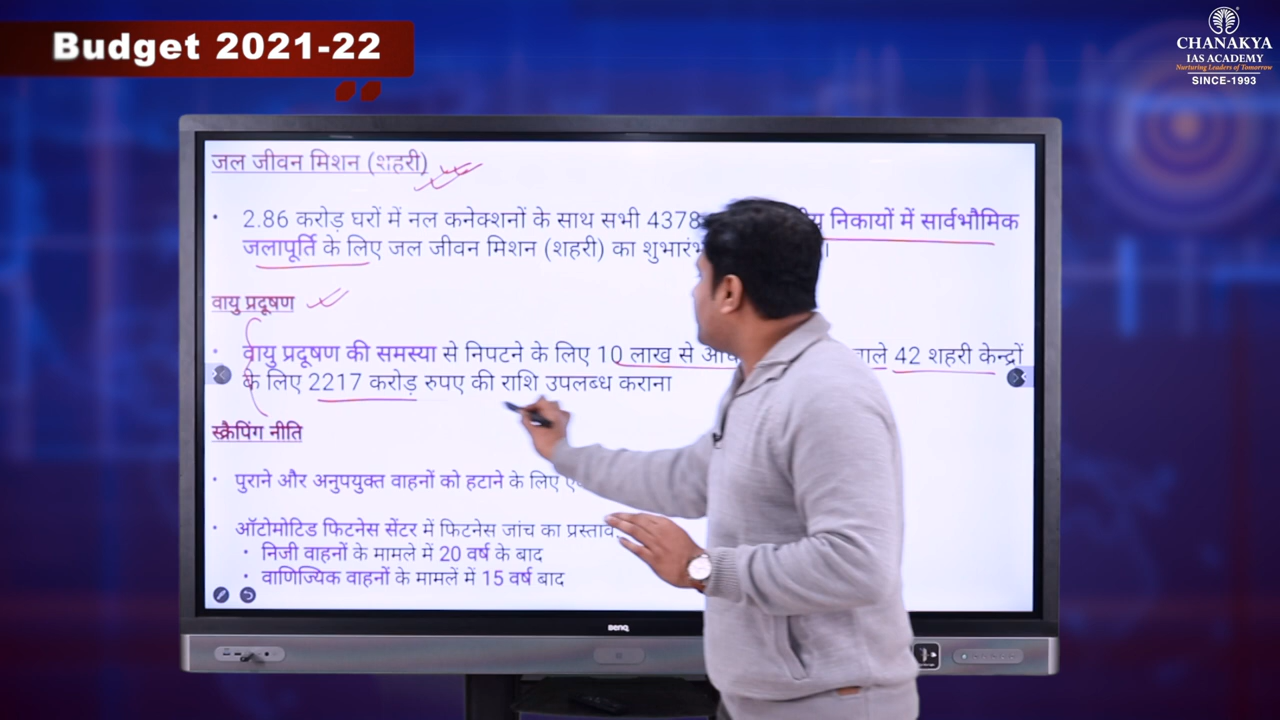 Budget 2021-22
CHANAKYA
IAS ACADEMY
Nurturing Leaders of Tomorrow
SINCE-1993
जल जीवन मिशन (शहरी)
• 2.86 करोड़ घरों में नल कनेक्शनों के साथ सभी 4378 निकायों में सार्वभौमिक
जलापूर्ति के लिए जल जीवन मिशन (शहरी) का
वायु प्रदूषण
• वायु प्रदूषण की समस्या से निपटने के लिए 10 लाख से वाले 42 शहरी केन्द्रों
के लिए 2217 करोड़ रुपए की राशि उपलब्ध कराना
स्क्रैपिंग नीति
• पुराने और अनुपयुक्त वाहनों को हटाने के लिए
• ऑटोमोटिड फिटनेस सेंटर में फिटनेस जांच का प्रस्ताव
• निजी वाहनों के मामले में 20 वर्ष के बाद
• वाणिज्यिक वाहनों के मामलें में 15 वर्ष बाद
BenQ